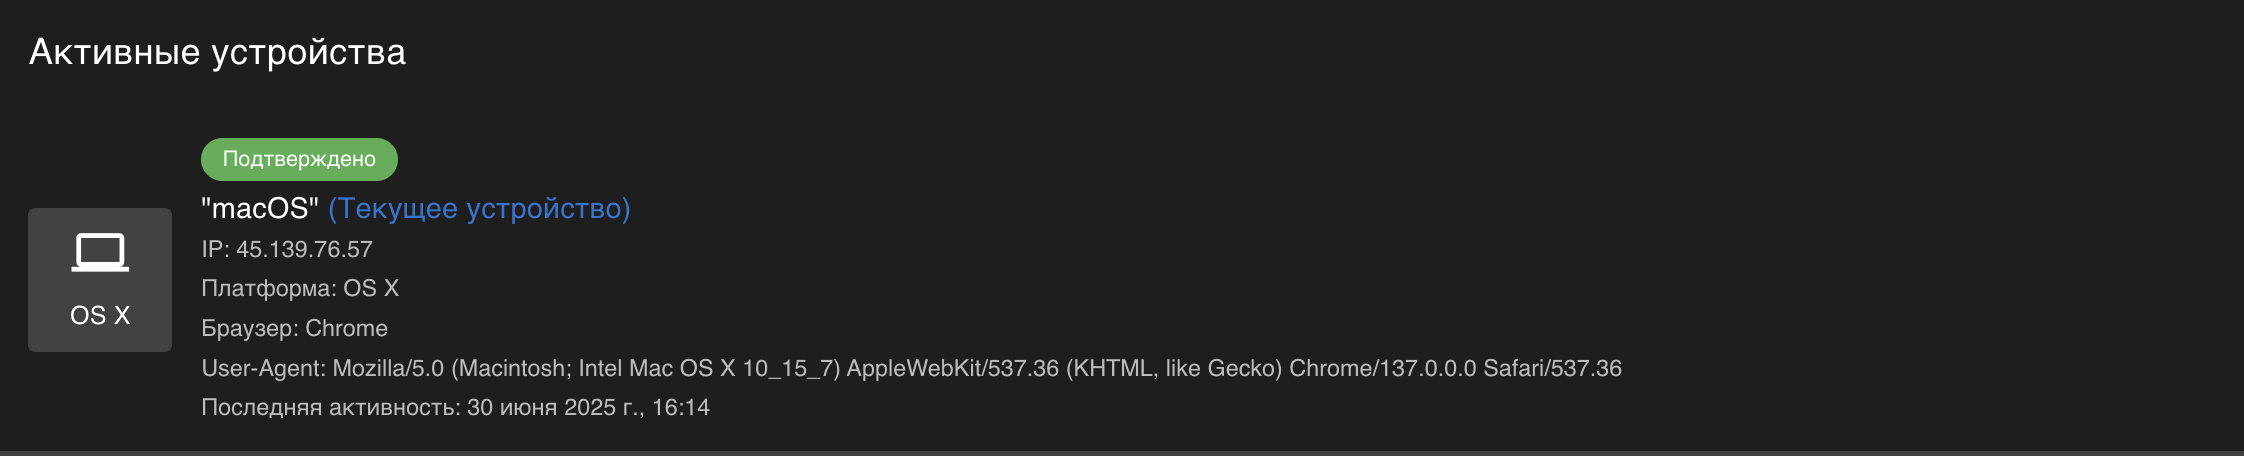 Активные устройства
Подтверждено
"macOS" (Текущее устройство)
IP: 45.139.76.57
Платформа: OS X
OS X
Браузер: Chrome
User-Agent: Mozilla/5.0 (Macintosh; Intel Mac OS X 10_15_7) AppleWebKit/537.36 (KHTML, like Gecko) Chrome/137.0.0.0 Safari/537.36
Последняя активность: 30 июня 2025 г., 16:14